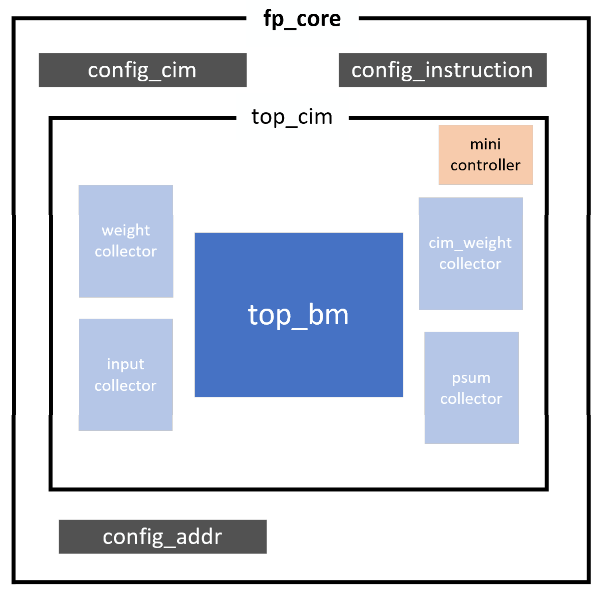 fp_core
config_cim
config_instruction
top_cim
mini
controller
weight
collector
cim_weight
collector
top_bm
input
collector
psum
collector
config_addr